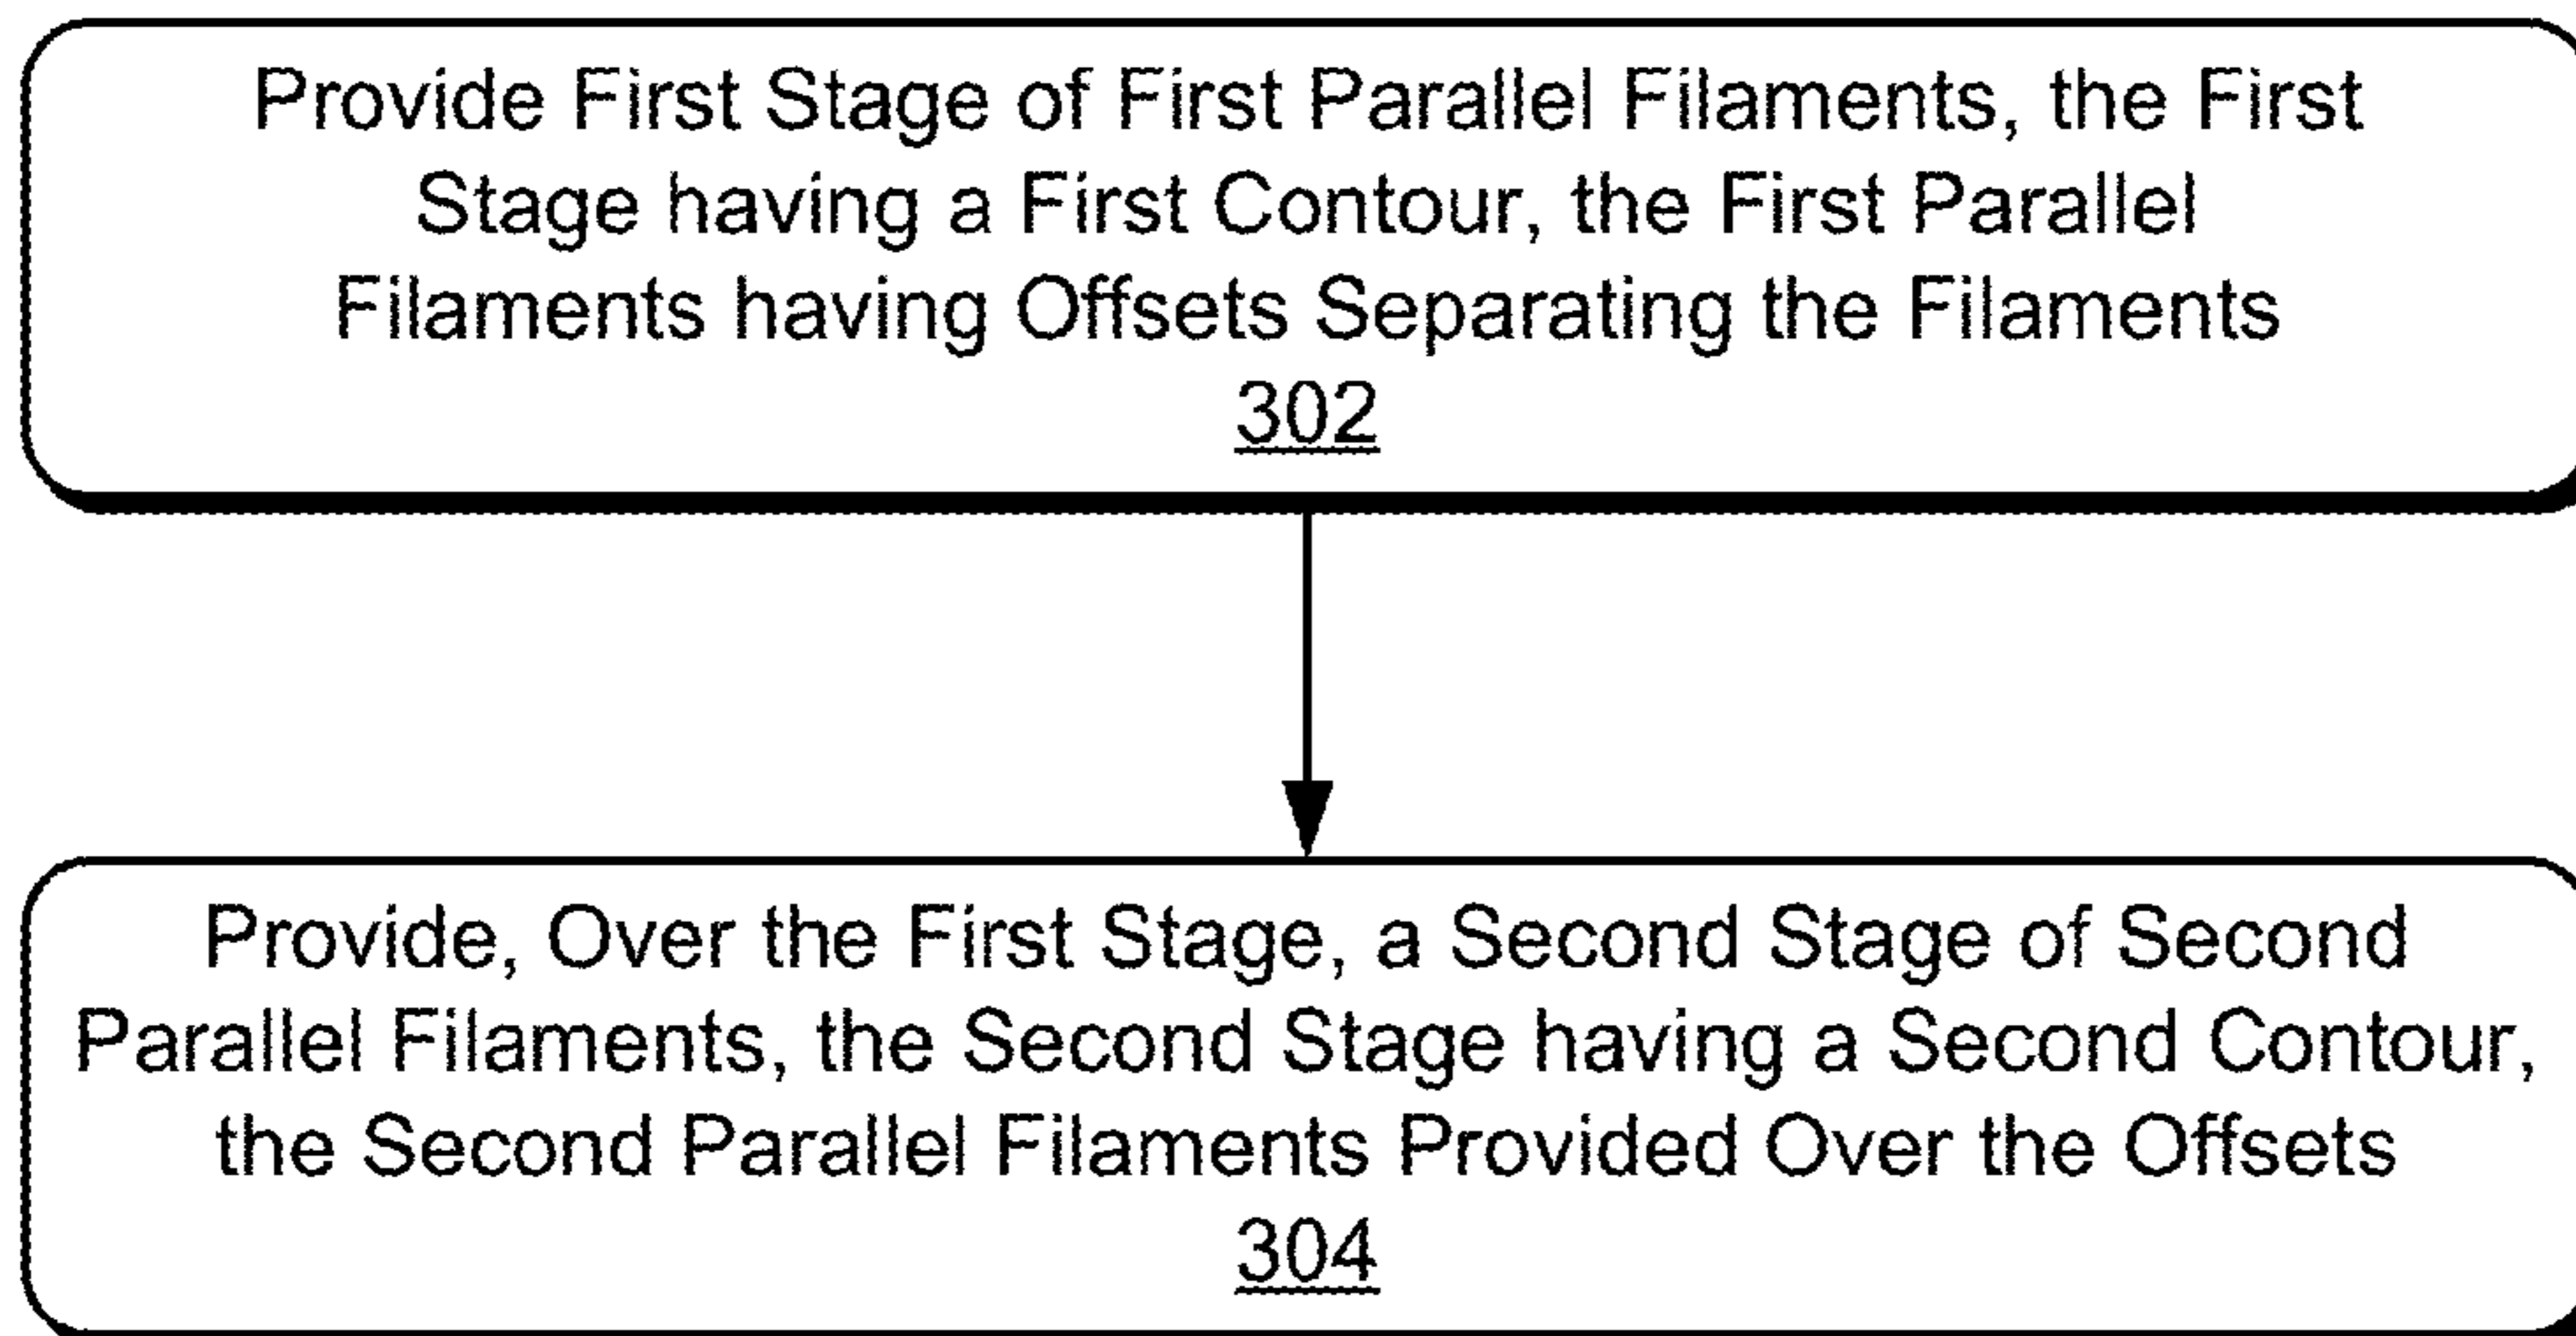 Provide First Stage of First Parallel Filaments, the First
Stage having a First Contour, the First Parallel
Filaments having Offsets Separating the Filaments
302
Provide, Over the First Stage, a Second Stage of Second
Parallel Filaments, the Second Stage having a Second Contour,
the Second Parallel Filaments Provided Over the Offsets
304